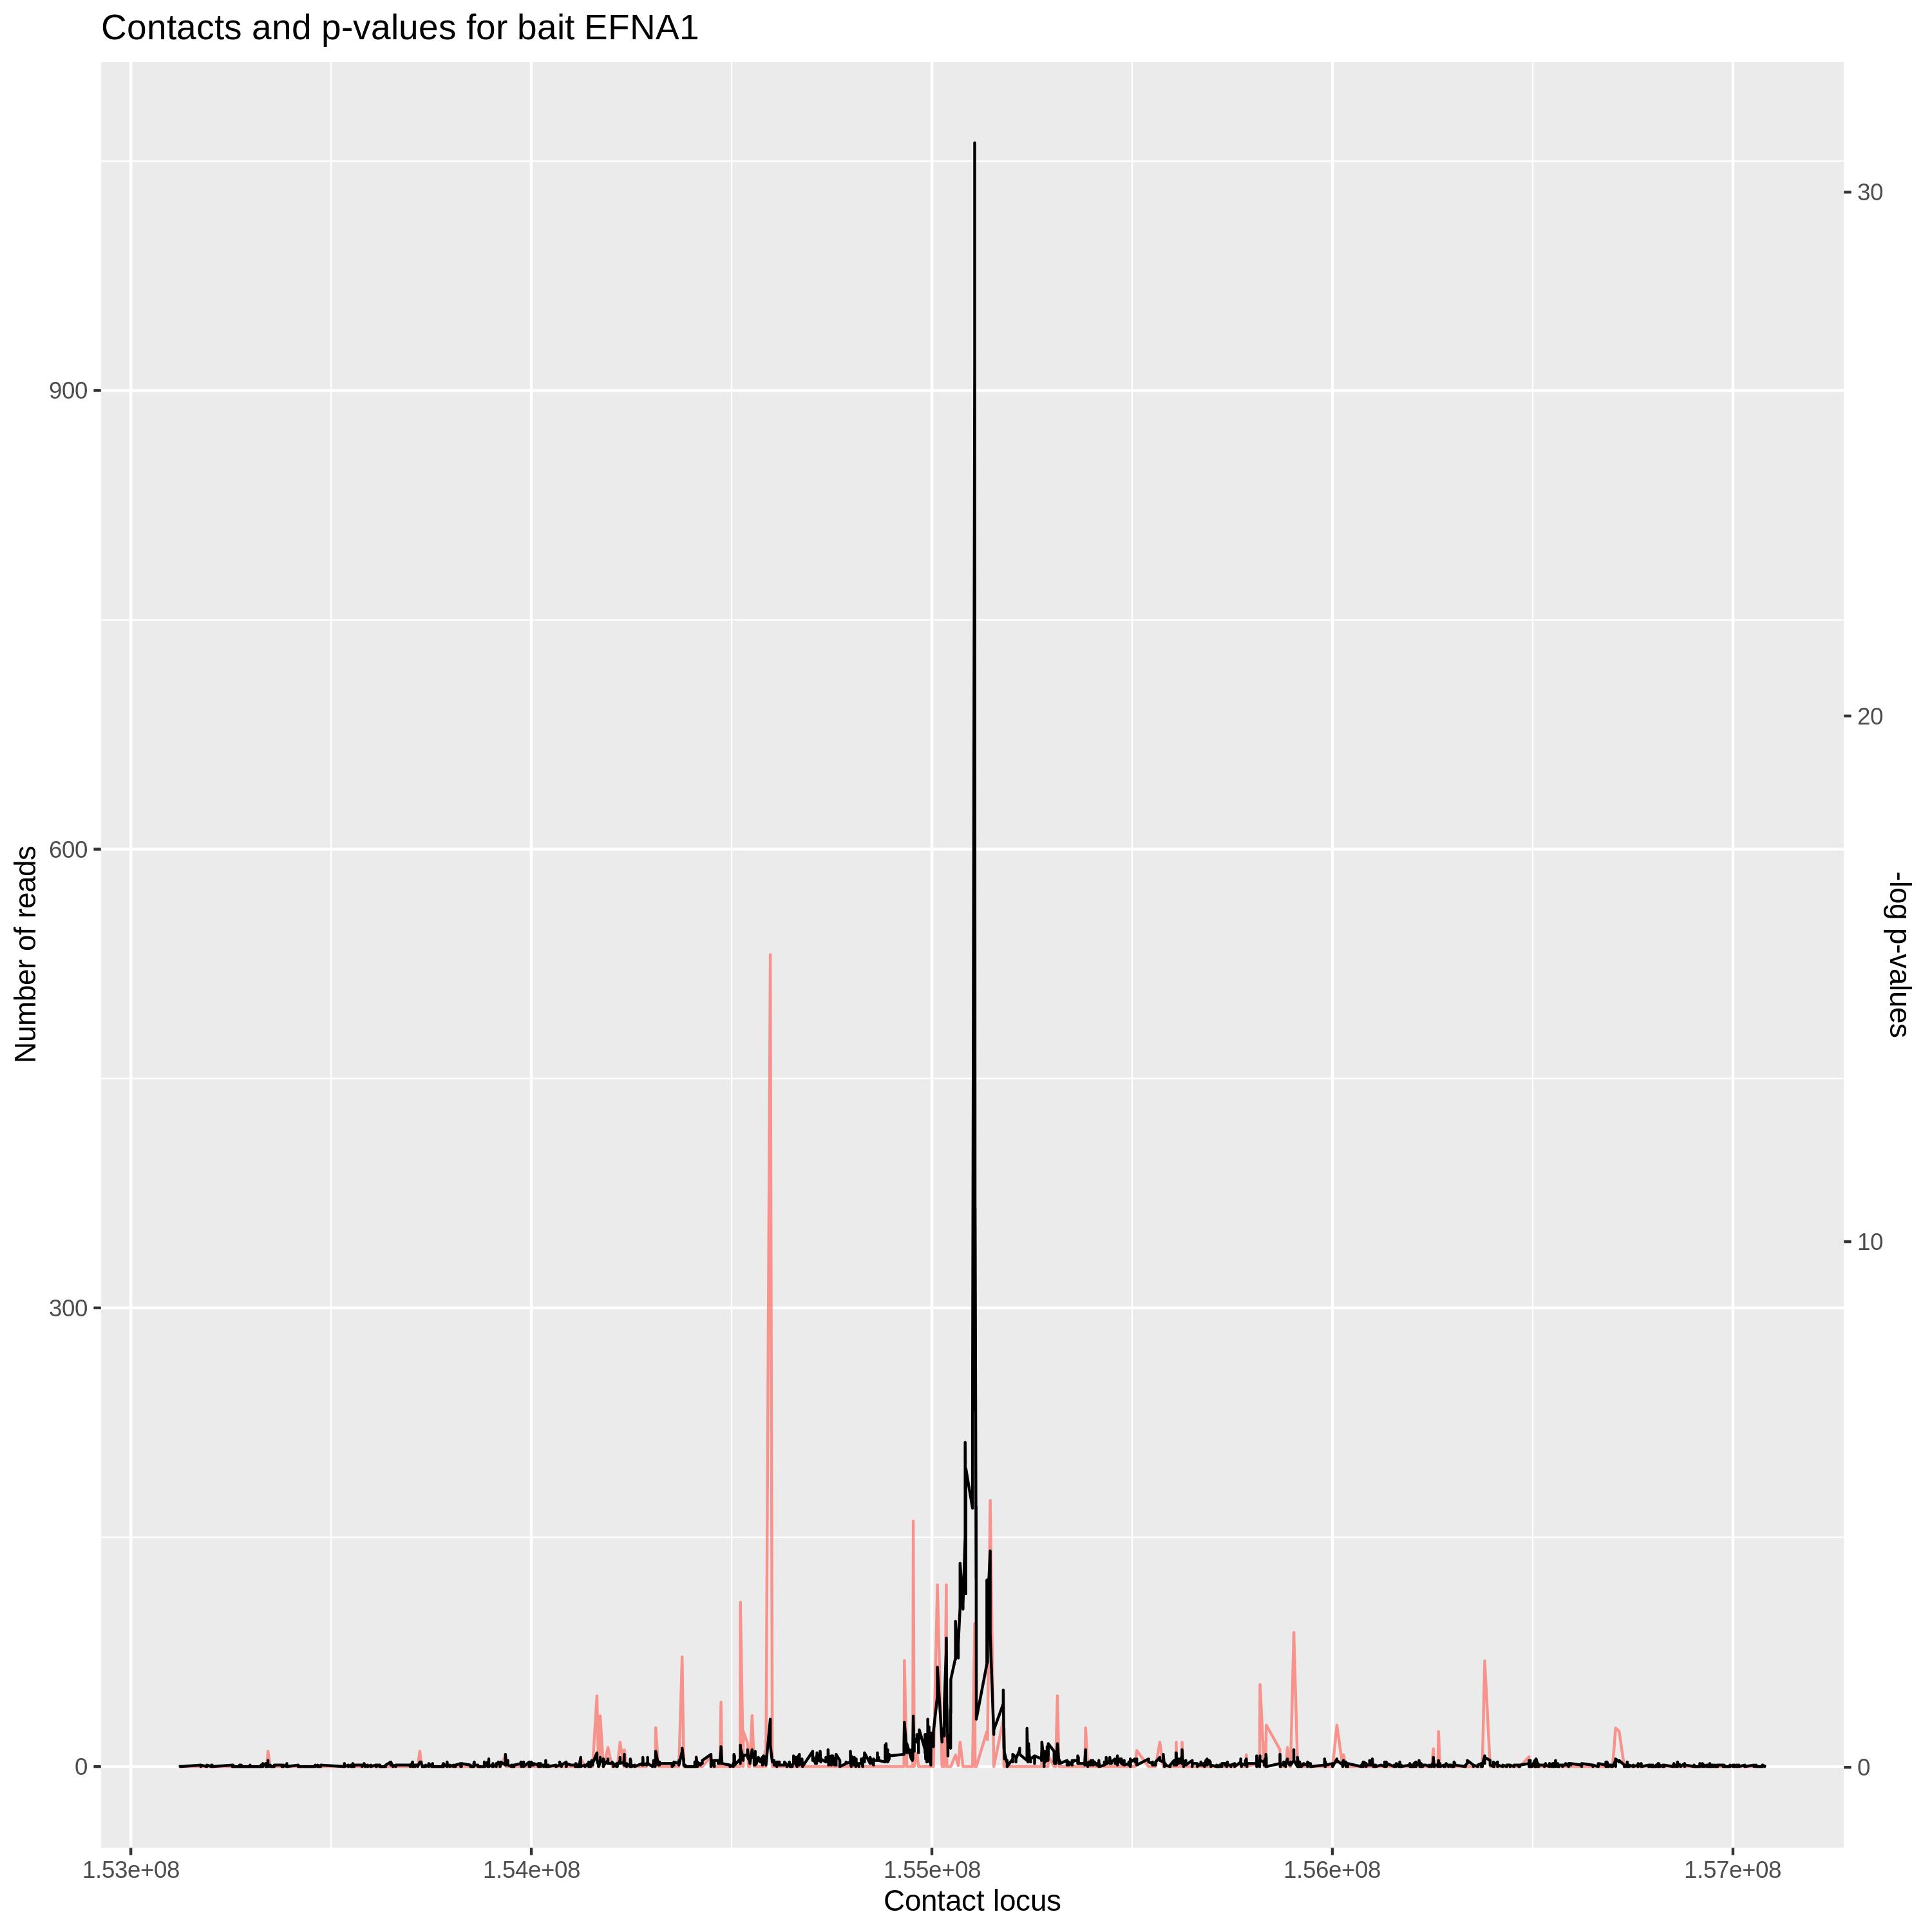 Contacts and p-values for bait EFNA1
900
600
300
0
30
20
10
0
Number of reads
-log p-values
1.53e+08
1.54e+08
1.55e+08
1.56e+08
1.57e+08
Contact locus